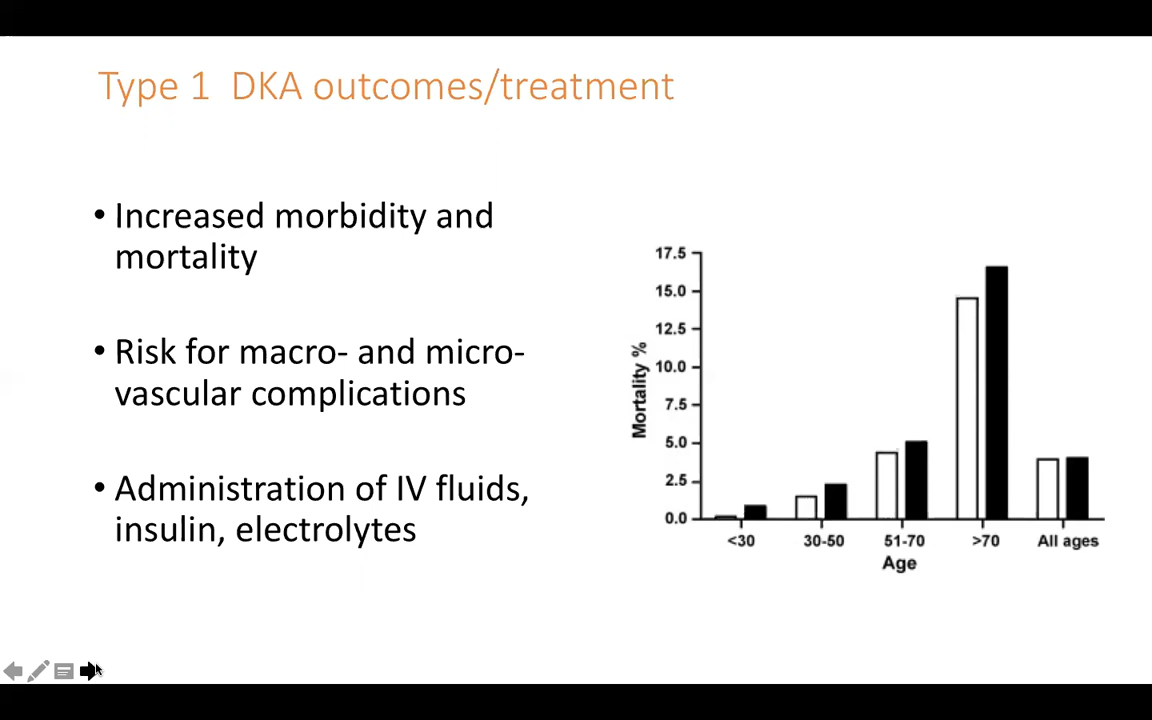 Type 1  DKA outcomes/treatment
• Increased morbidity and
mortality
• Risk for macro- and micro-
vascular complications
• Administration of IV fluids,
insulin, electrolytes
Mortality %
17.5
15.0
12.5
10.0
7.5
5.0
2.5
0.0
<30 30-50 51-70 >70 All ages
Age